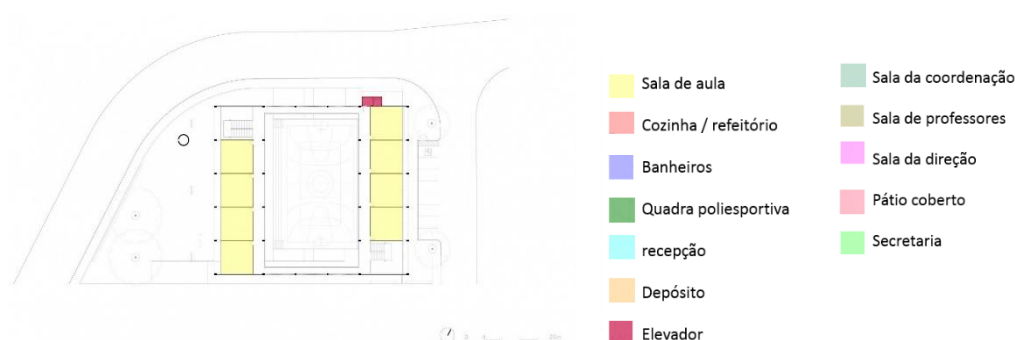 Sala de aula
Cozinha / refeitório
Banheiros
Quadra poliesportiva
recepção
Depósito
Elevador
Sala da coordenação
Sala de professores
Sala da direção
Pátio coberto
Secretaria